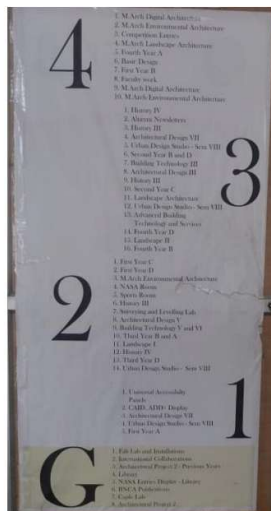 4
1. M.Arch Digital Architecture
2. M.Arch Environmental Architecture
3. Competition Entries
4. M.Arch Landscape Architecture
5. Fourth Year A
6. Basic Design
7. First Year B
8. Faculty work
9. M.Arch Digital Architecture
10. M.Arch Environmental Architecture
3
1. History IV
2. Alumni Newsletters
3. History III
4. Architectural Design VII
5. Urban Design Studio - Sem VIII
6. Second Year B and D
7. Building Technology III
8. Architectural Design III
9. History III
10. Second Year C
11. Landscape Architecture
12. Urban Design Studio - Sem VIII
13. Advanced Building
Technology and Services
14. Fourth Year D
15. Landscape II
16. Fourth Year B
2
1. First Year C
2. First Year D
3. M.Arch Environmental Architecture
4. NASA Room
5. Sports Room
6. History III
7. Surveying and Levelling Lab
8. Architectural Design V
9. Building Technology V and VI
10. Third Year B and A
11. Landscape I
12. History IV
13. Third Year D
14. Urban Design Studio - Sem VIII
1
1. Universal Accessibility
Panels
2. CAID, Display
3. Architectural Design VII
4. Urban Design Studio - Sem VIII
5. First Year A
G
1. Fab Lab and Installations
2. International Collaborations
3. Architectural Project 2 - Previous Years
4. Library
5. NASA Entries Display - Library
6. Publications
7. Lab
8. Architectural Project